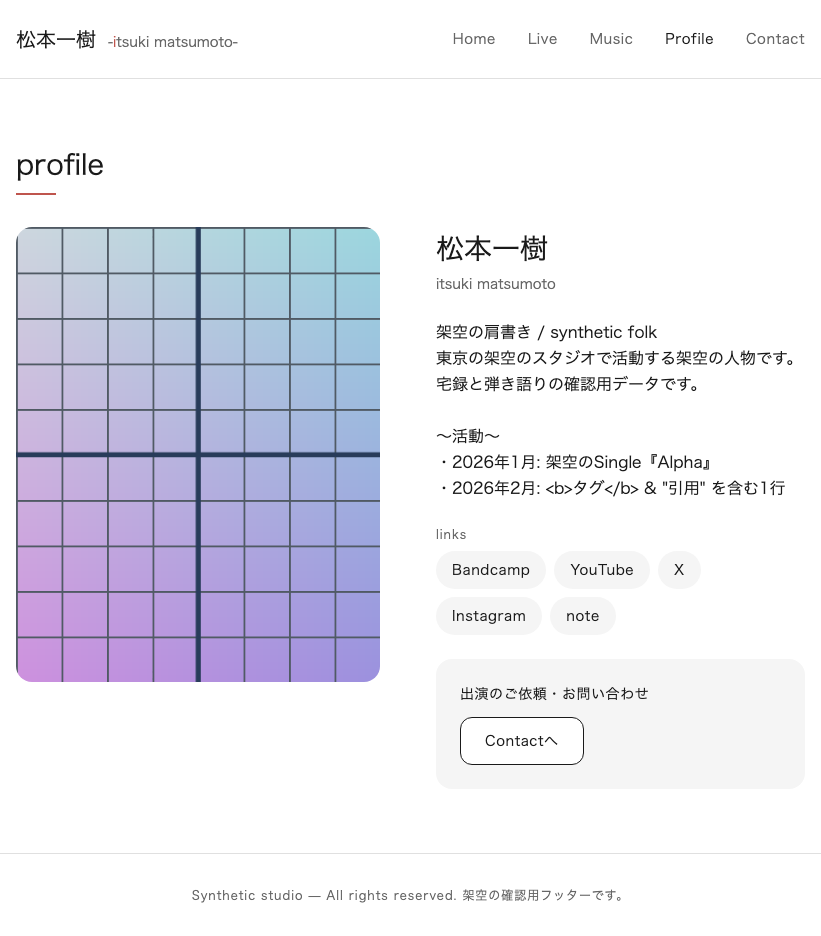 松本一樹 -itsuki matsumoto-
Home Live Music Profile Contact
profile
松本一樹
itsuki matsumoto
架空の肩書き / synthetic folk
東京の架空のスタジオで活動する架空の人物です。
宅録と弾き語りの確認用データです。
〜活動〜
・2026年1月: 架空のSingle『Alpha』
・2026年2月: <b>タグ</b> & "引用" を含む1行
links
Bandcamp YouTube X
Instagram note
出演のご依頼・お問い合わせ
Contactへ
Synthetic studio — All rights reserved. 架空の確認用フッターです。